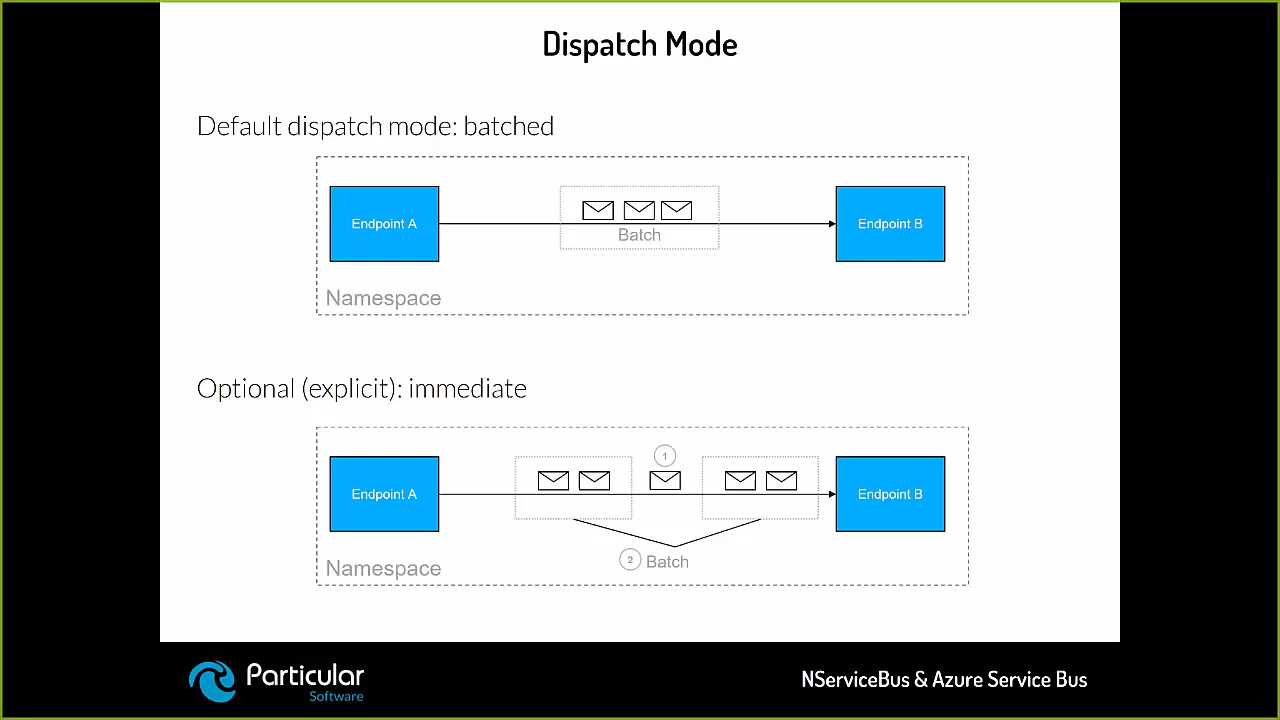 Dispatch Mode
Default dispatch mode: batched
Endpoint A
Batch
Endpoint B
Namespace
Optional (explicit): immediate
1
Endpoint A
Endpoint B
2 Batch
Namespace
Particular
Software
NServiceBus & Azure Service Bus